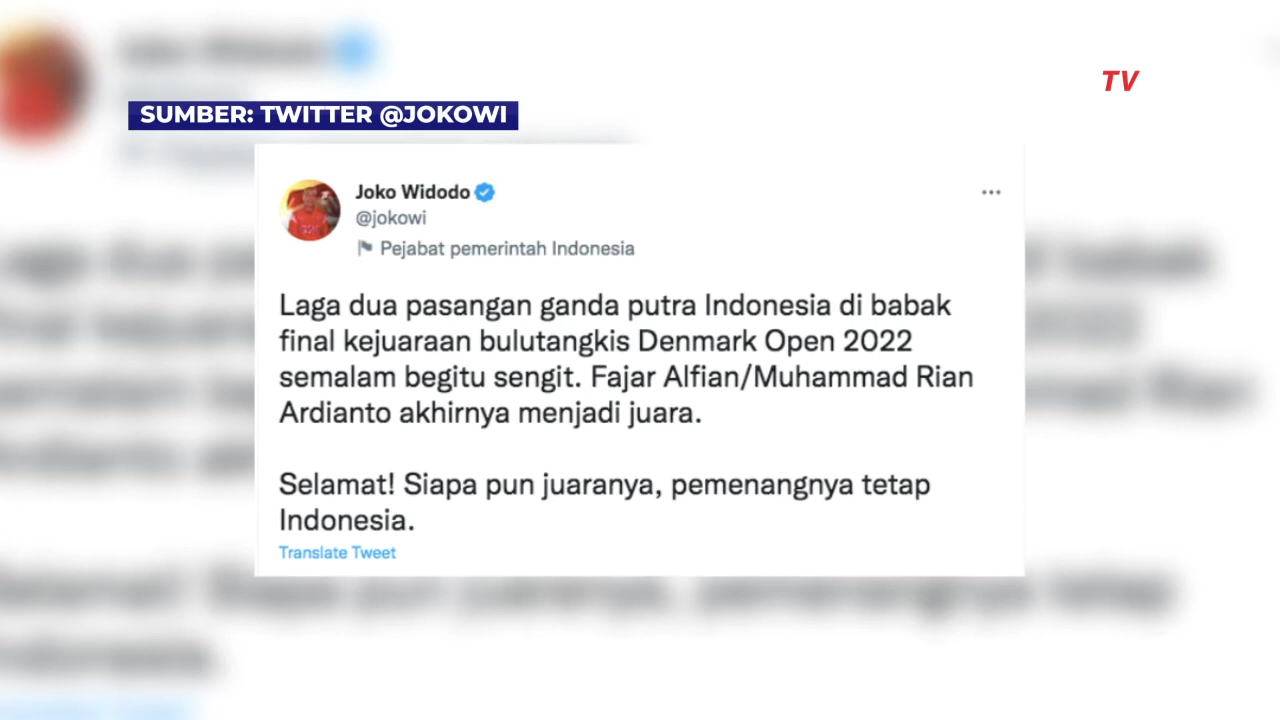 TV
SUMBER: TWITTER @JOKOWI
Joko Widodo
@jokowi
Pejabat pemerintah Indonesia
Laga dua pasangan ganda putra Indonesia di babak
final kejuaraan bulutangkis Denmark Open 2022
semalam begitu sengit. Fajar Alfian/Muhammad Rian
Ardianto akhirnya menjadi juara.
Selamat! Siapa pun juaranya, pemenangnya tetap
Indonesia.
Translate Tweet